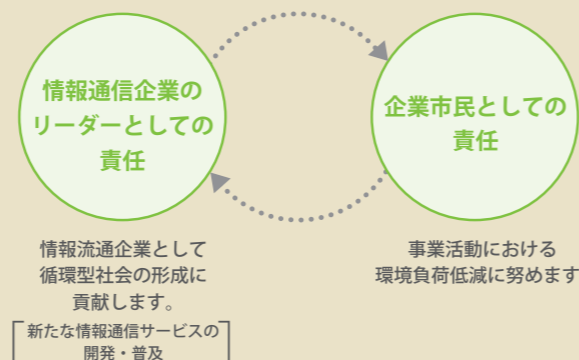 情報通信企業の
リーダーとしての
責任
企業市民としての
責任
情報流通企業として
循環型社会の形成に
貢献します。
新たな情報通信サービスの
開発・普及
事業活動における
環境負荷低減に努めます